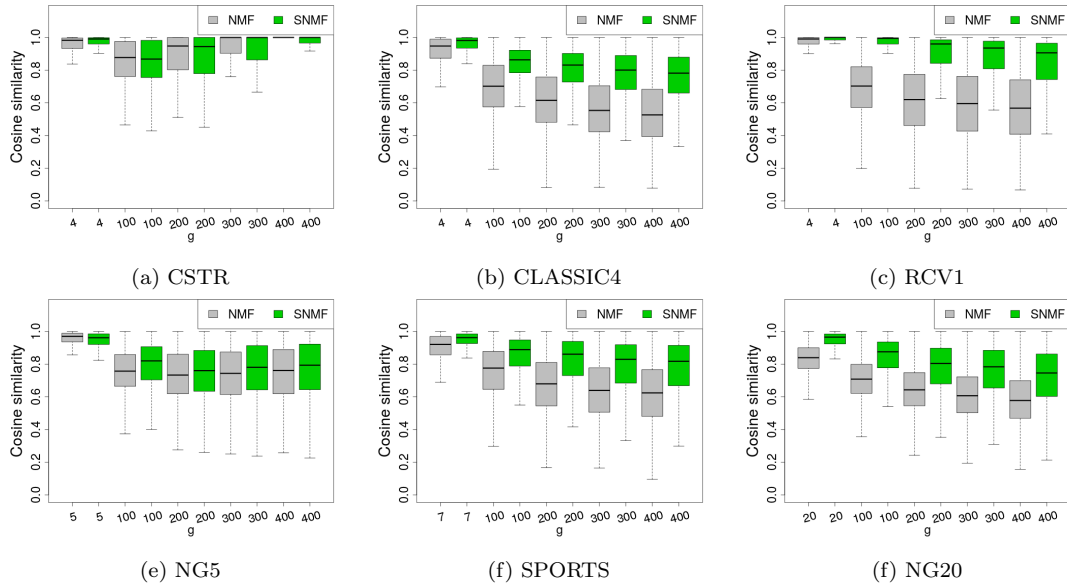 NMF SNMF
Cosine similarity
0.0 0.2 0.4 0.6 0.8 1.0
4 4 100 100 200 200 300 300 400 400
g
(a) CSTR
NMF SNMF
Cosine similarity
0.0 0.2 0.4 0.6 0.8 1.0
4 4 100 100 200 200 300 300 400 400
g
(b) CLASSIC4
NMF SNMF
Cosine similarity
0.0 0.2 0.4 0.6 0.8 1.0
4 4 100 100 200 200 300 300 400 400
g
(c) RCV1
NMF SNMF
Cosine similarity
0.0 0.2 0.4 0.6 0.8 1.0
5 5 100 100 200 200 300 300 400 400
g
(e) NG5
NMF SNMF
Cosine similarity
0.0 0.2 0.4 0.6 0.8 1.0
7 7 100 100 200 200 300 300 400 400
g
(f) SPORTS
NMF SNMF
Cosine similarity
0.0 0.2 0.4 0.6 0.8 1.0
20 20 100 100 200 200 300 300 400 400
g
(f) NG20